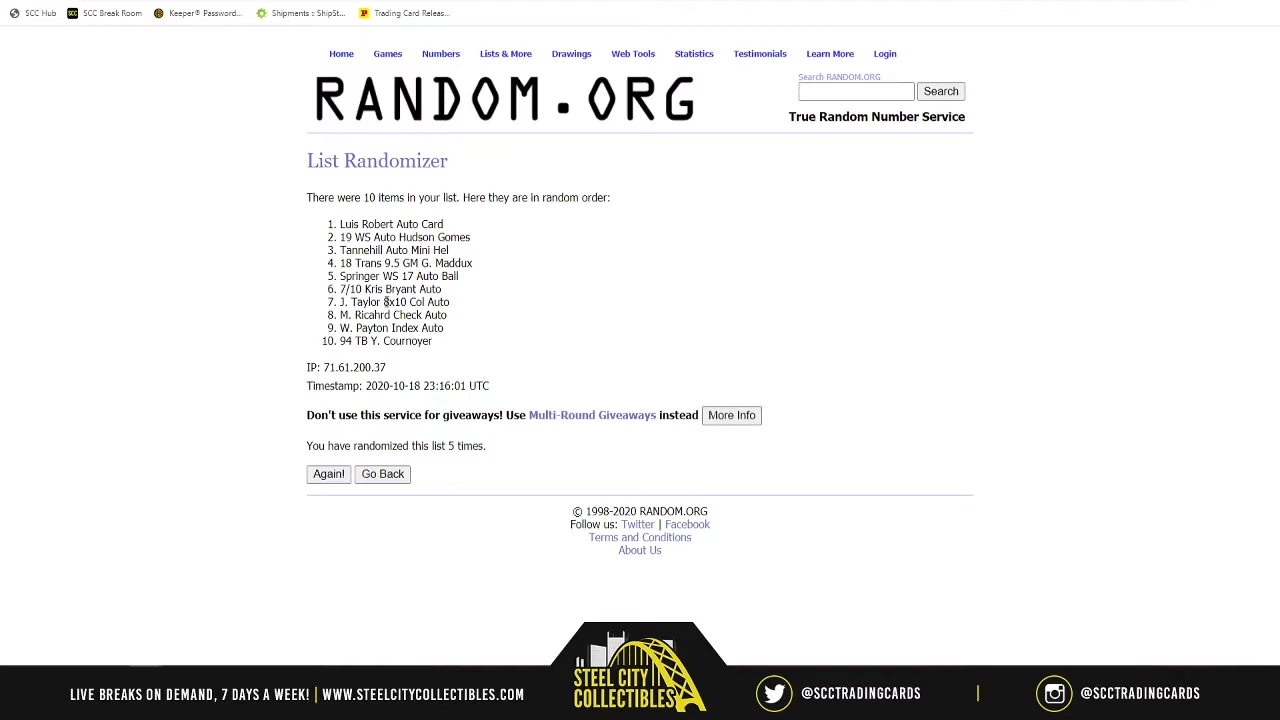 SCC Hub SCC Break Room Keeper® Password... Shipments :: ShipSt... Trading Card Releas...
Home Games Numbers Lists & More Drawings Web Tools Statistics Testimonials Learn More Login
RANDOM.ORG
Search RANDOM.ORG
Search
True Random Number Service
List Randomizer
There were 10 items in your list. Here they are in random order:
1. Luis Robert Auto Card
2. 19 WS Auto Hudson Gomes
3. Tannehill Auto Mini Hel
4. 18 Trans 9.5 GM G. Maddux
5. Springer WS 17 Auto Ball
6. 7/10 Kris Bryant Auto
7. J. Taylor 8x10 Col Auto
8. M. Ricahrd Check Auto
9. W. Payton Index Auto
10. 94 TB Y. Cournoyer
IP: 71.61.200.37
Timestamp: 2020-10-18 23:16:01 UTC
Don't use this service for giveaways! Use Multi-Round Giveaways instead More Info
You have randomized this list 5 times.
Again! Go Back
© 1998-2020 RANDOM.ORG
Follow us: Twitter | Facebook
Terms and Conditions
About Us
STEEL CITY
COLLECTIBLES
LIVE BREAKS ON DEMAND, 7 DAYS A WEEK! | WWW.STEELCITYCOLLECTIBLES.COM
@SCCTRADINGCARDS | @SCCTRADINGCARDS